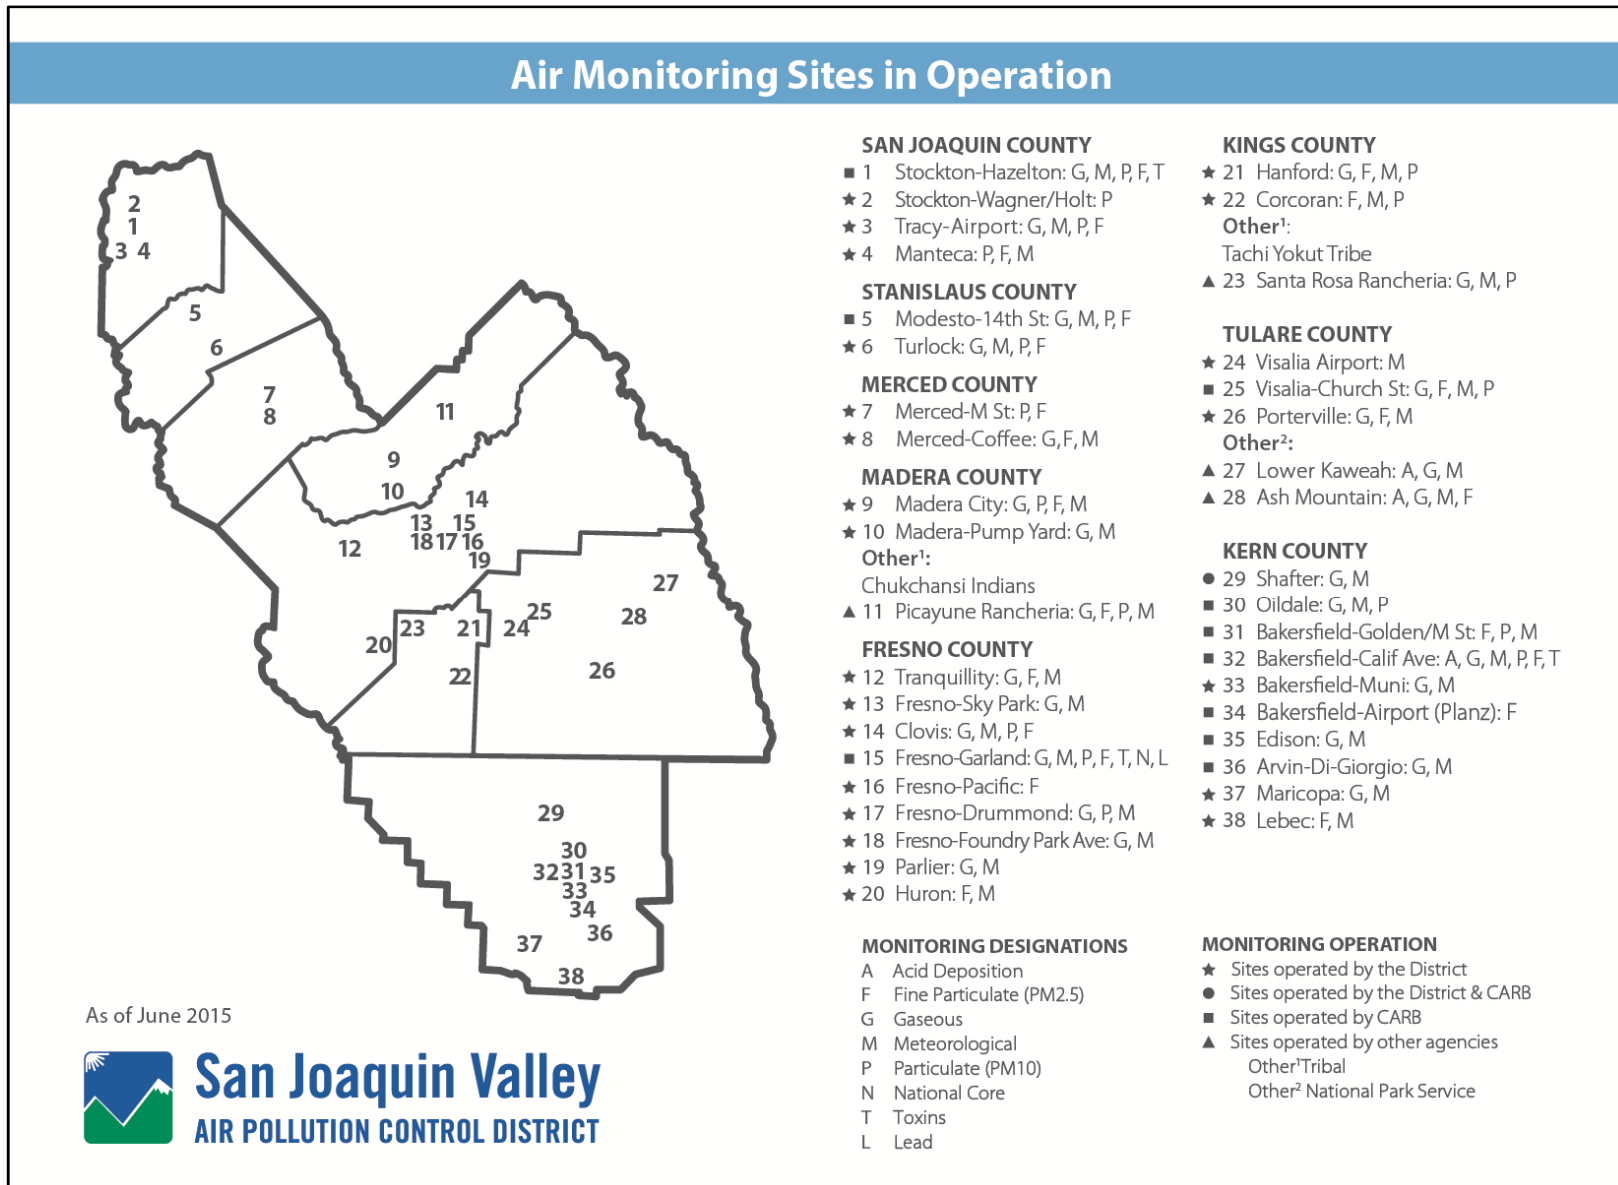 Air Monitoring Sites in Operation
2
1
3 4
5
6
7
8
11
9
10
14
13 15
12 18 17 16
19
27
25
23 21 24 28
20
22 26
29
30
32 31 35
33
34
36
37
38
SAN JOAQUIN COUNTY
■ 1 Stockton-Hazelton: G, M, P, F, T
★ 2 Stockton-Wagner/Holt: P
★ 3 Tracy-Airport: G, M, P, F
★ 4 Manteca: P, F, M
STANISLAUS COUNTY
■ 5 Modesto-14th St: G, M, P, F
★ 6 Turlock: G, M, P, F
MERCED COUNTY
★ 7 Merced-M St: P, F
★ 8 Merced-Coffee: G, F, M
MADERA COUNTY
★ 9 Madera City: G, P, F, M
★ 10 Madera-Pump Yard: G, M
Other¹:
Chukchansi Indians
▲ 11 Picayune Rancheria: G, F, P, M
FRESNO COUNTY
★ 12 Tranquillity: G, F, M
★ 13 Fresno-Sky Park: G, M
★ 14 Clovis: G, M, P, F
■ 15 Fresno-Garland: G, M, P, F, T, N, L
★ 16 Fresno-Pacific: F
★ 17 Fresno-Drummond: G, P, M
★ 18 Fresno-Foundry Park Ave: G, M
★ 19 Parlier: G, M
★ 20 Huron: F, M
KINGS COUNTY
★ 21 Hanford: G, F, M, P
★ 22 Corcoran: F, M, P
Other¹:
Tachi Yokut Tribe
▲ 23 Santa Rosa Rancheria: G, M, P
TULARE COUNTY
★ 24 Visalia Airport: M
■ 25 Visalia-Church St: G, F, M, P
★ 26 Porterville: G, F, M
Other²:
▲ 27 Lower Kaweah: A, G, M
▲ 28 Ash Mountain: A, G, M, F
KERN COUNTY
● 29 Shafter: G, M
■ 30 Oildale: G, M, P
■ 31 Bakersfield-Golden/M St: F, P, M
■ 32 Bakersfield-Calif Ave: A, G, M, P, F, T
★ 33 Bakersfield-Muni: G, M
■ 34 Bakersfield-Airport (Planz): F
■ 35 Edison: G, M
■ 36 Arvin-Di-Giorgio: G, M
★ 37 Maricopa: G, M
★ 38 Lebec: F, M
MONITORING DESIGNATIONS
A Acid Deposition
F Fine Particulate (PM2.5)
G Gaseous
M Meteorological
P Particulate (PM10)
N National Core
T Toxins
L Lead
MONITORING OPERATION
★ Sites operated by the District
● Sites operated by the District & CARB
■ Sites operated by CARB
▲ Sites operated by other agencies
Other¹Tribal
Other² National Park Service
As of June 2015
San Joaquin Valley
AIR POLLUTION CONTROL DISTRICT